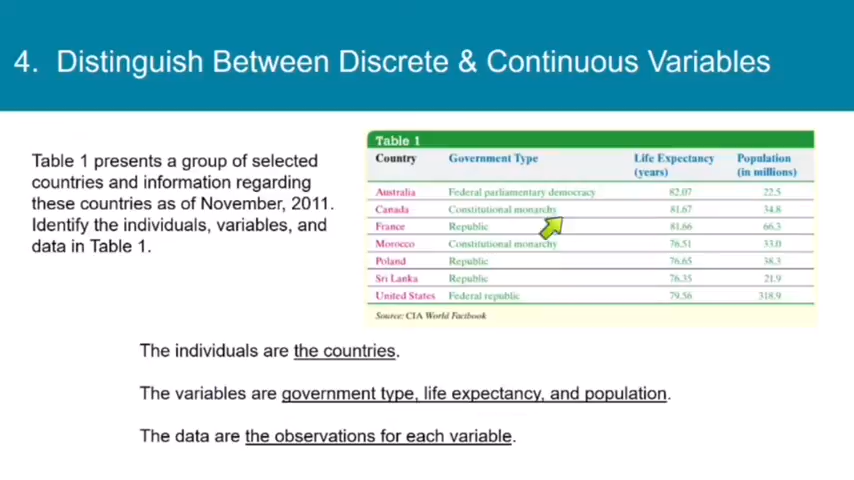 4. Distinguish Between Discrete & Continuous Variables
Table 1 presents a group of selected
countries and information regarding
these countries as of November, 2011.
Identify the individuals, variables, and
data in Table 1.
Table 1
Country Government Type Life Expectancy (years) Population (in millions)
Australia Federal parliamentary democracy 82.07 22.5
Canada Constitutional monarchy 81.67 34.8
France Republic 81.66 66.3
Morocco Constitutional monarchy 76.51 33.0
Poland Republic 76.65 38.3
Sri Lanka Republic 76.35 21.9
United States Federal republic 79.56 318.9
Source: CIA World Factbook
The individuals are the countries.
The variables are government type, life expectancy, and population.
The data are the observations for each variable.